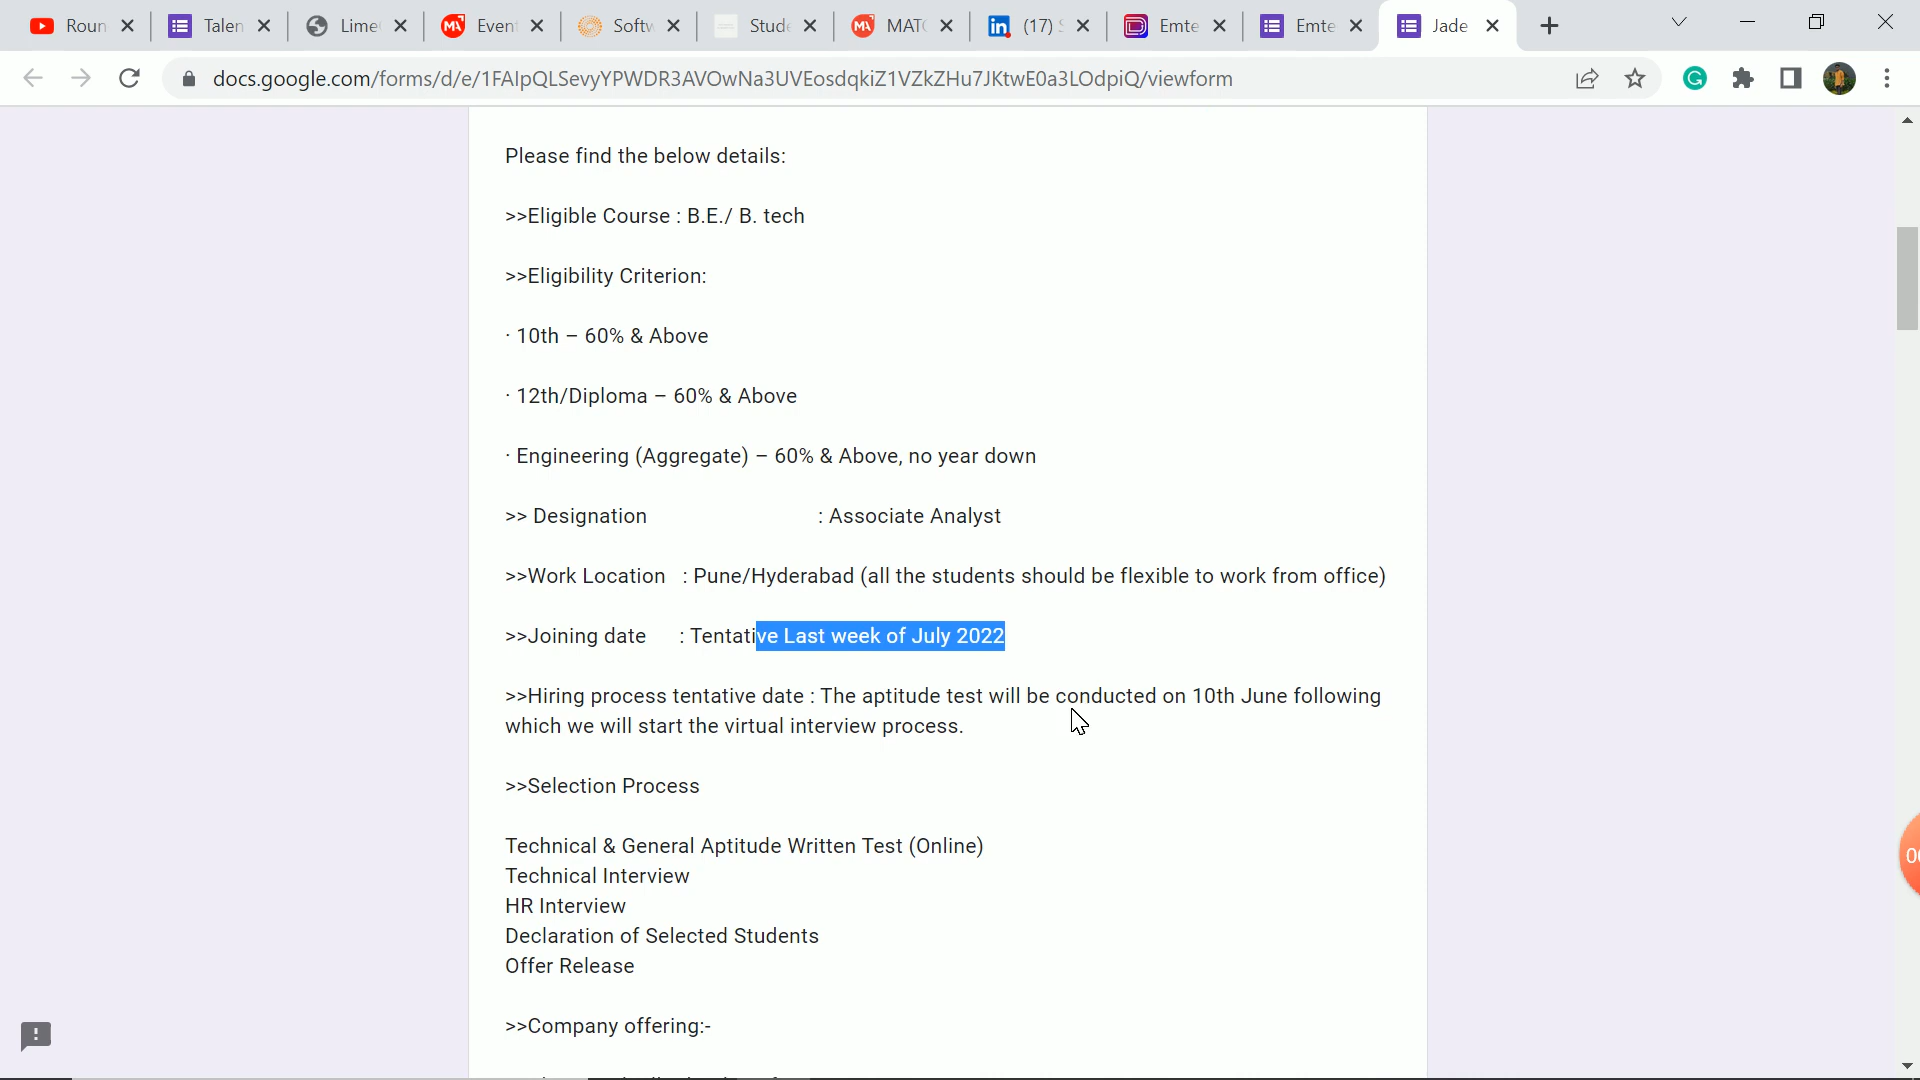 Roun
Talen
Lime
Even
Softw
Stude
MATC
(17) S
Emte
Emte
Jade
docs.google.com/forms/d/e/1FAIpQLSevyYPWDR3AVOwNa3UVEosdqkiZ1VZkZHu7JKtwE0a3LOdpiQ/viewform
Please find the below details:
>>Eligible Course : B.E./ B. tech
>>Eligibility Criterion:
· 10th – 60% & Above
· 12th/Diploma – 60% & Above
· Engineering (Aggregate) – 60% & Above, no year down
>> Designation : Associate Analyst
>>Work Location : Pune/Hyderabad (all the students should be flexible to work from office)
>>Joining date : Tentative Last week of July 2022
>>Hiring process tentative date : The aptitude test will be conducted on 10th June following
which we will start the virtual interview process.
>>Selection Process
Technical & General Aptitude Written Test (Online)
Technical Interview
HR Interview
Declaration of Selected Students
Offer Release
>>Company offering:-